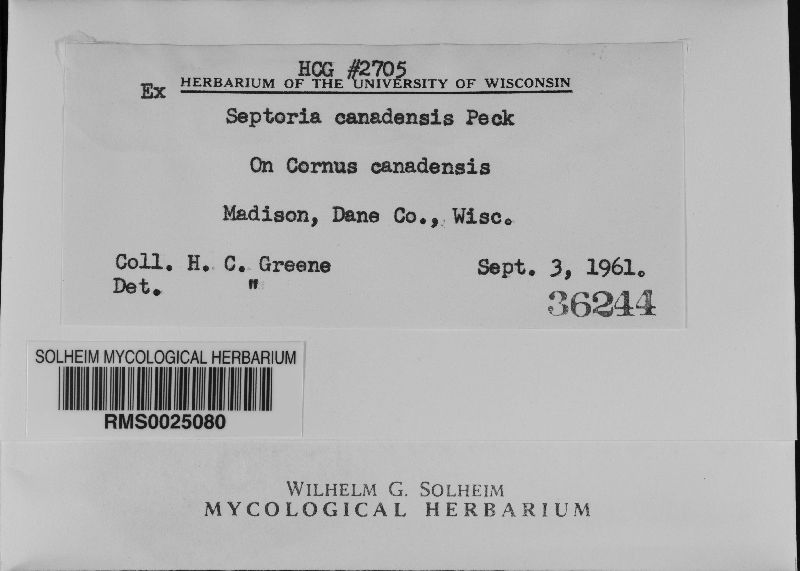 HCG #2705
Ex HERBARIUM OF THE UNIVERSITY OF WISCONSIN
Septoria canadensis Peck
On Cornus canadensis
Madison, Dane Co., Wisc.
Coll. H. C. Greene Sept. 3, 1961.
Det. "
36244
SOLHEIM MYCOLOGICAL HERBARIUM
RMS0025080
WILHELM G. SOLHEIM
MYCOLOGICAL HERBARIUM